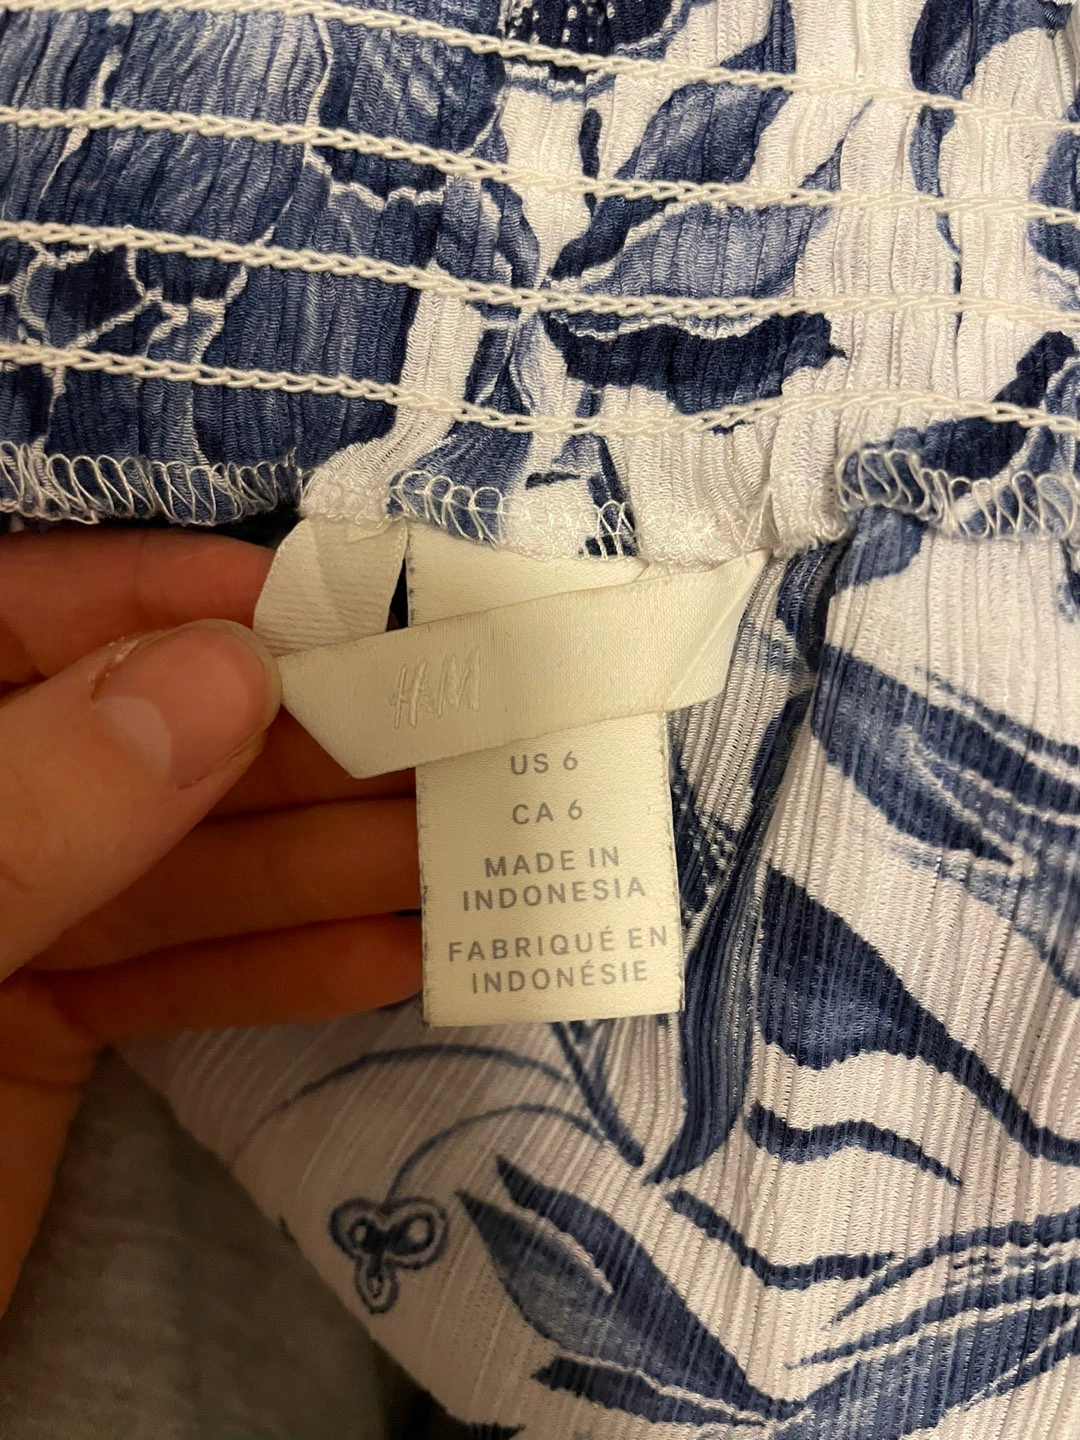 H&M
US 6
CA 6
MADE IN
INDONESIA
FABRIQUÉ EN
INDONÉSIE